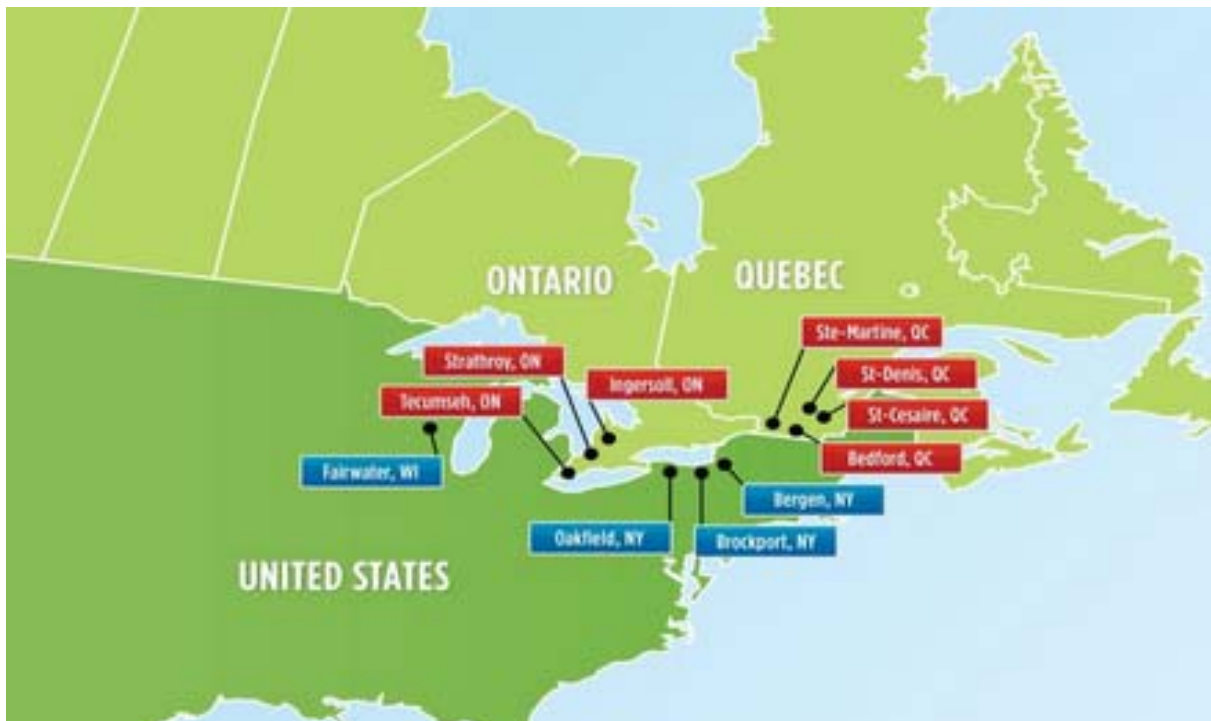 ONTARIO
QUEBEC
Ste-Martine, QC
Strathroy, ON
St-Denis, QC
Ingersoll, ON
Tecumseh, ON
St-Cesaire, QC
Bedford, QC
Fairwater, WI
Bergen, NY
Oakfield, NY
Brockport, NY
UNITED STATES